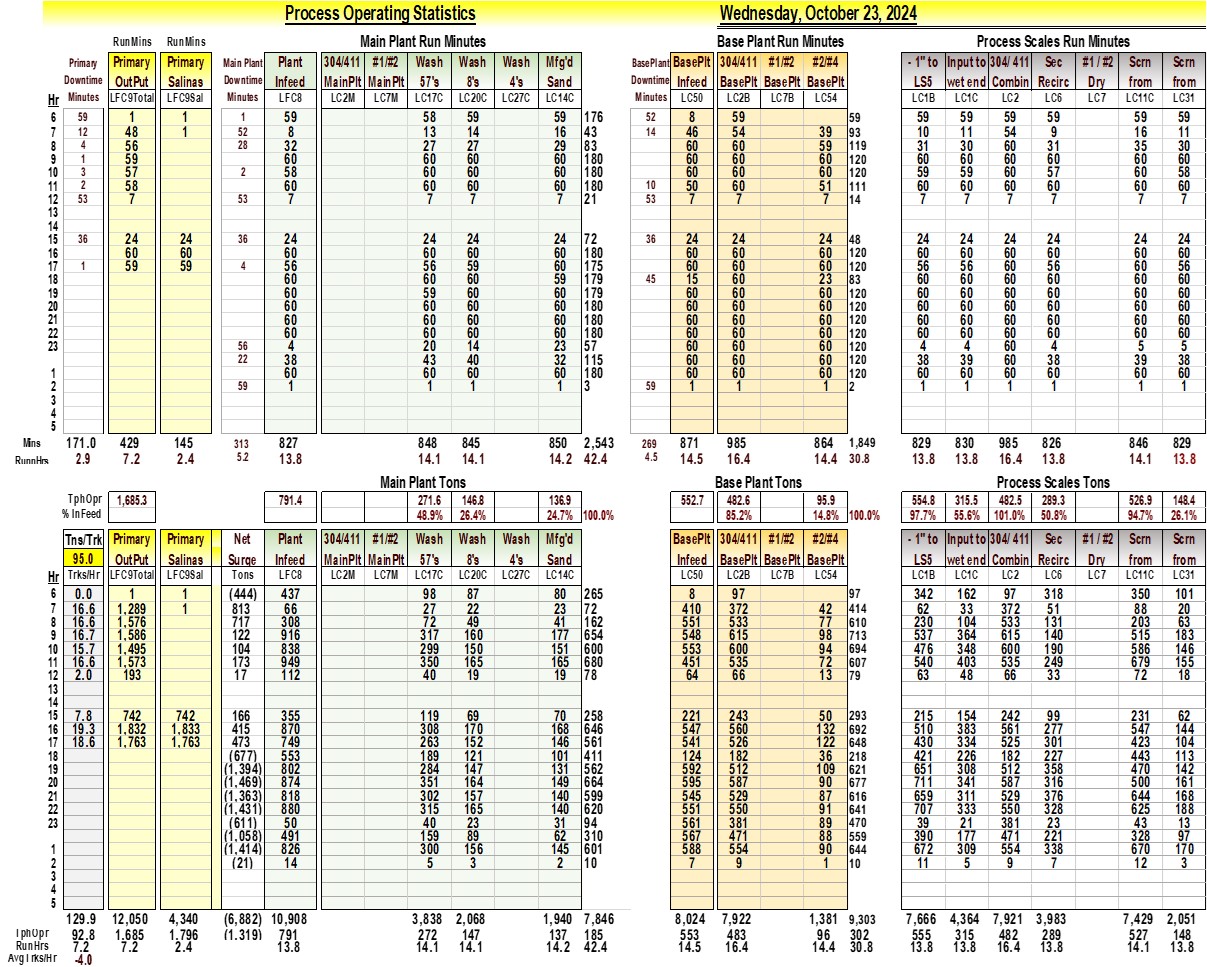 Process Operating Statistics Wednesday, October 23, 2024
RunMins RunMins Main Plant Run Minutes Base Plant Run Minutes Process Scales Run Minutes
Primary Primary Primary Main Plant Plant 304/411 #1/#2 Wash Wash Wash Mfg'd BasePlant BasePlt 304/411 #1/#2 #2/#4 - 1" to Input to 304/ 411 Sec #1 / #2 Scrn Scrn
Downtime OutPut Salinas Downtime Infeed MainPlt MainPlt 57's 8's 4's Sand Downtime Infeed BasePlt BasePlt BasePlt LS5 wet end Combin Recirc Dry from from
Hr Minutes LFC9Total LFC9Sal Minutes LFC8 LC2M LC7M LC17C LC20C LC27C LC14C Minutes LC50 LC2B LC7B LC54 LC1B LC1C LC2 LC6 LC7 LC11C LC31
6 59 1 1 1 59 58 59 59 176 52 8 59 59 59 59 59 59 59 59
7 12 48 1 52 8 13 14 16 43 14 46 54 39 93 10 11 54 9 16 11
8 4 56 28 32 27 27 29 83 60 60 59 119 31 30 60 31 35 30
9 1 59 60 60 60 60 180 60 60 60 120 60 60 60 60 60 60
10 3 57 2 58 60 60 60 180 60 60 60 120 59 59 60 57 60 58
11 2 58 60 60 60 60 180 10 50 60 51 111 60 60 60 60 60 60
12 53 7 53 7 7 7 7 21 53 7 7 7 14 7 7 7 7 7 7
13
14
15 36 24 24 36 24 24 24 24 72 36 24 24 24 48 24 24 24 24 24 24
16 60 60 60 60 60 60 180 60 60 60 120 60 60 60 60 60 60
17 1 59 59 4 56 56 59 60 175 60 60 60 120 56 56 60 56 60 56
18 60 60 60 59 179 45 15 60 23 83 60 60 60 60 60 60
19 60 59 60 60 179 60 60 60 120 60 60 60 60 60 60
20 60 60 60 60 180 60 60 60 120 60 60 60 60 60 60
21 60 60 60 60 180 60 60 60 120 60 60 60 60 60 60
22 60 60 60 60 180 60 60 60 120 60 60 60 60 60 60
23 56 4 20 14 23 57 60 60 60 120 4 4 60 4 5 5
22 38 43 40 32 115 60 60 60 120 38 39 60 38 39 38
1 60 60 60 60 180 60 60 60 120 60 60 60 60 60 60
2 59 1 1 1 1 3 59 1 1 1 2 1 1 1 1 1 1
3
4
5
Mins 171.0 429 145 313 827 848 845 850 2,543 269 871 985 864 1,849 829 830 985 826 846 829
RunnHrs 2.9 7.2 2.4 5.2 13.8 14.1 14.1 14.2 42.4 4.5 14.5 16.4 14.4 30.8 13.8 13.8 16.4 13.8 14.1 13.8
Main Plant Tons Base Plant Tons Process Scales Tons
TphOpr 1,685.3 791.4 271.6 146.8 136.9 552.7 482.6 95.9 554.8 315.5 482.5 289.3 526.9 148.4
% InFeed 48.9% 26.4% 24.7% 100.0% 85.2% 14.8% 100.0% 97.7% 55.6% 101.0% 50.8% 94.7% 26.1%
Tns/Trk Primary Primary Net Plant 304/411 #1/#2 Wash Wash Wash Mfg'd BasePlt 304/411 #1/#2 #2/#4 - 1" to Input to 304/ 411 Sec #1 / #2 Scrn Scrn
95.0 OutPut Salinas Surge Infeed MainPlt MainPlt 57's 8's 4's Sand Infeed BasePlt BasePlt BasePlt LS5 wet end Combin Recirc Dry from from
Hr Trks/Hr LFC9Total LFC9Sal Tons LFC8 LC2M LC7M LC17C LC20C LC27C LC14C LC50 LC2B LC7B LC54 LC1B LC1C LC2 LC6 LC7 LC11C LC31
6 0.0 1 1 (444) 437 98 87 80 265 8 97 97 342 162 97 318 350 101
7 16.6 1,289 1 813 66 27 22 23 72 410 372 42 414 62 33 372 51 88 20
8 16.6 1,576 717 308 72 49 41 162 551 533 77 610 230 104 533 131 203 63
9 16.7 1,586 122 916 317 160 177 654 548 615 98 713 537 364 615 140 515 183
10 15.7 1,495 104 838 299 150 151 600 553 600 94 694 476 348 600 190 586 146
11 16.6 1,573 173 949 350 165 165 680 451 535 72 607 540 403 535 249 679 155
12 2.0 193 17 112 40 19 19 78 64 66 13 79 63 48 66 33 72 18
13
14
15 7.8 742 742 166 355 119 69 70 258 221 243 50 293 215 154 242 99 231 62
16 19.3 1,832 1,833 415 870 308 170 168 646 547 560 132 692 510 383 561 277 547 144
17 18.6 1,763 1,763 473 749 263 152 146 561 541 526 122 648 430 334 525 301 423 104
18 (677) 553 189 121 101 411 124 182 36 218 421 226 182 227 443 113
19 (1,394) 802 284 147 131 562 592 512 109 621 651 308 512 358 470 142
20 (1,469) 874 351 164 149 664 595 587 90 677 711 341 587 316 500 161
21 (1,363) 818 302 157 140 599 545 529 87 616 659 311 529 376 644 168
22 (1,431) 880 315 165 140 620 551 550 91 641 707 333 550 328 625 188
23 (611) 50 40 23 31 94 561 381 89 470 39 21 381 23 43 13
(1,058) 491 159 89 62 310 567 471 88 559 390 177 471 221 328 97
1 (1,414) 826 300 156 145 601 588 554 90 644 672 309 554 338 670 170
2 (21) 14 5 3 2 10 7 9 1 10 11 5 9 7 12 3
3
4
5
129.9 12,050 4,340 (6,882) 10,908 3,838 2,068 1,940 7,846 8,024 7,922 1,381 9,303 7,666 4,364 7,921 3,983 7,429 2,051
TphOpr 92.8 1,685 1,796 (1,319) 791 272 147 137 185 553 483 96 302 555 315 482 289 527 148
RunHrs 7.2 7.2 2.4 13.8 14.1 14.1 14.2 42.4 14.5 16.4 14.4 30.8 13.8 13.8 16.4 13.8 14.1 13.8
AvgTrks/Hr -4.0